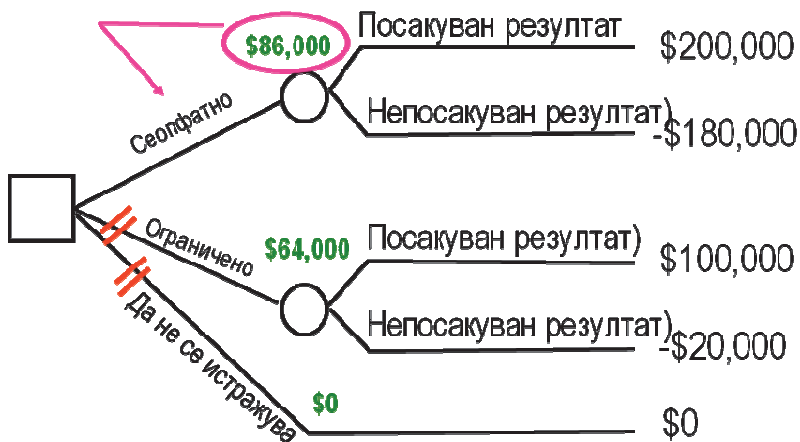 Посакуван резултат
$86,000
$200,000
Непосакуван резултат)
-$180,000
Сеопфатно
Ограничено
$64,000
Посакуван резултат)
$100,000
Непосакуван резултат)
-$20,000
Да не се истражува
$0
$0